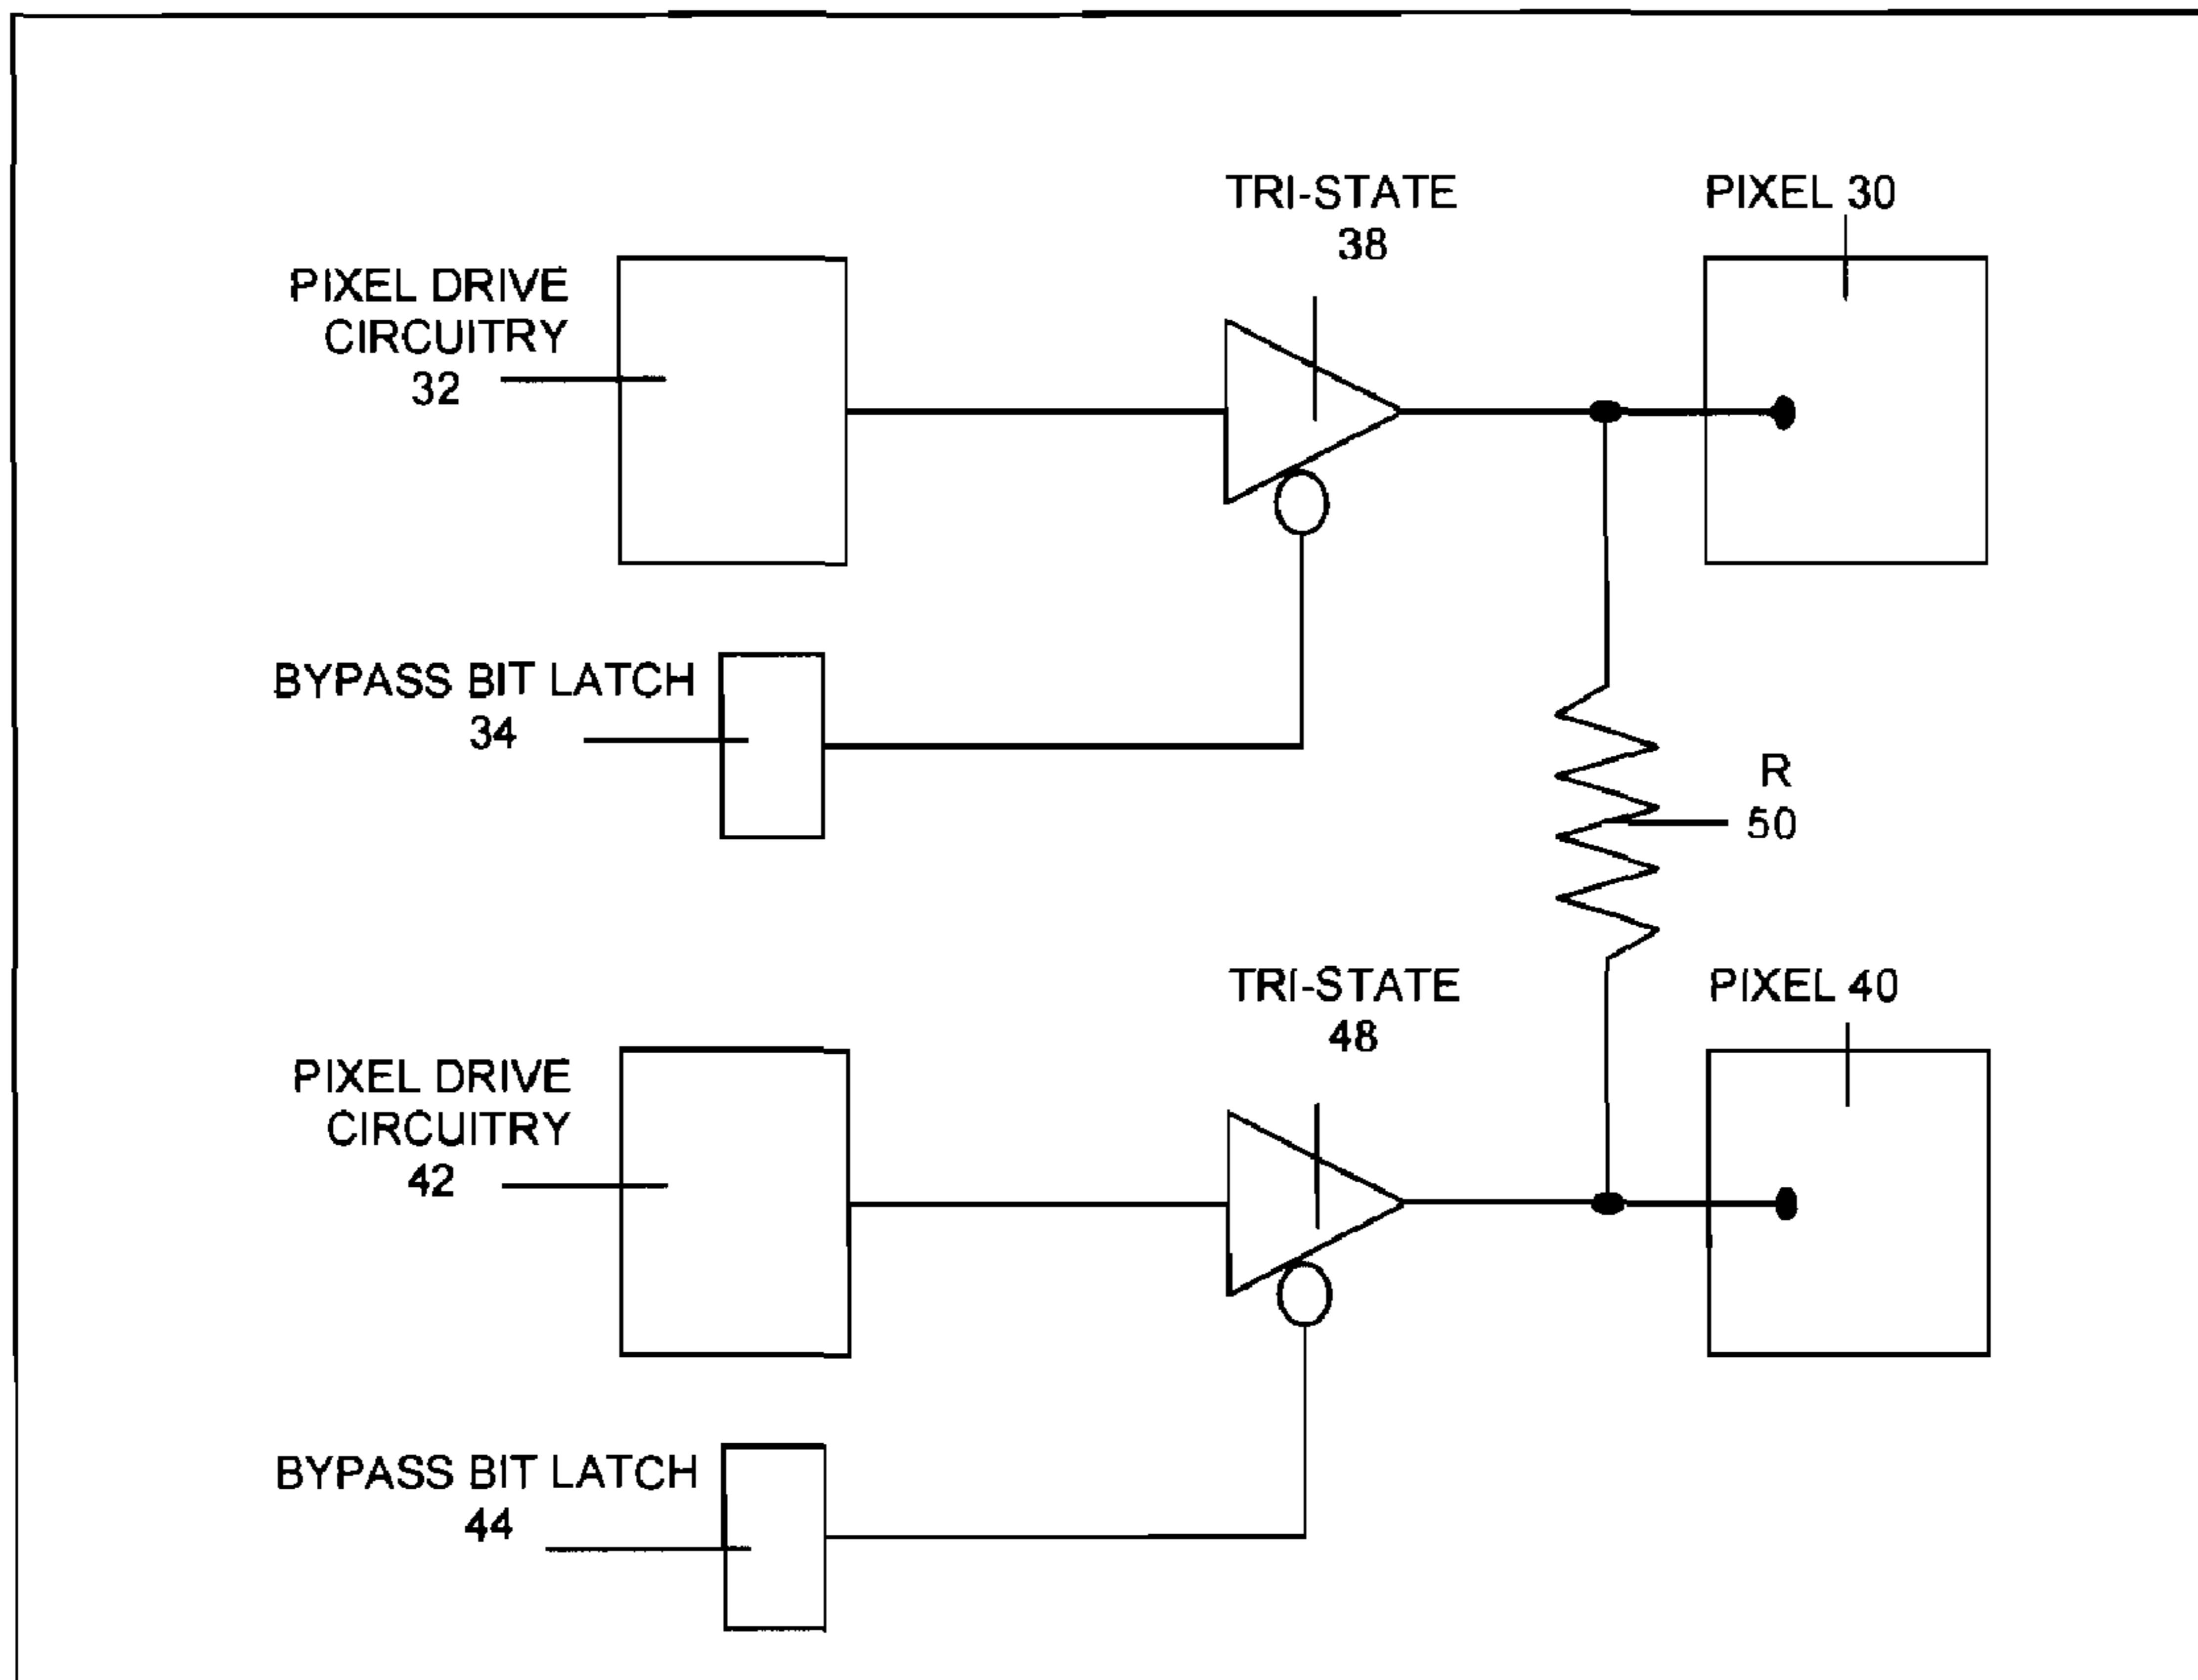 TRI-STATE
38
PIXEL 30
PIXEL DRIVE
CIRCUITRY
32
BYPASS BIT LATCH
34
R
50
TRI-STATE
48
PIXEL 40
PIXEL DRIVE
CIRCUITRY
42
BYPASS BIT LATCH
44